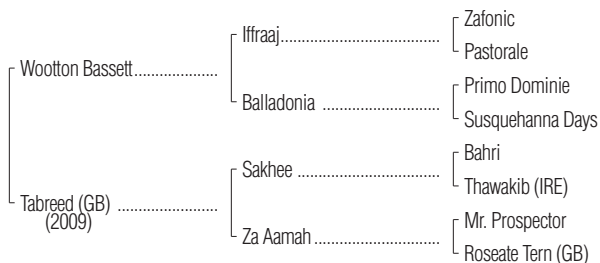 Zafonic
Iffraaj
Pastorale
Wootton Bassett
Primo Dominie
Balladonia
Susquehanna Days
Bahri
Sakhee
Thawakib (IRE)
Tabreed (GB)
(2009)
Mr. Prospector
Za Aamah
Roseate Tern (GB)